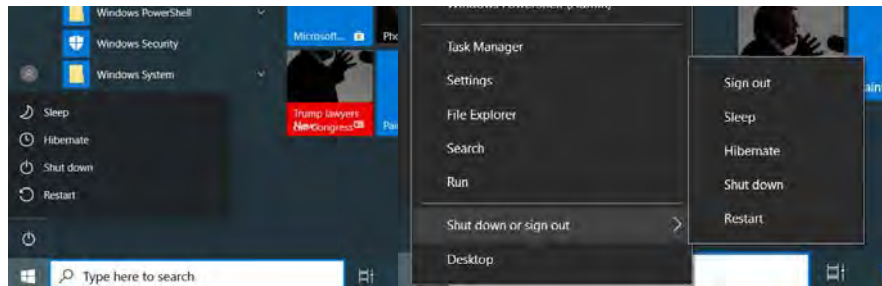 Windows PowerShell
Windows Security
Windows System
Microsoft...
Sleep
Hibernate
Shut down
Restart
Trump lawyers
Congress
Type here to search
Task Manager
Settings
File Explorer
Search
Run
Shut down or sign out
Desktop
Sign out
Sleep
Hibernate
Shut down
Restart